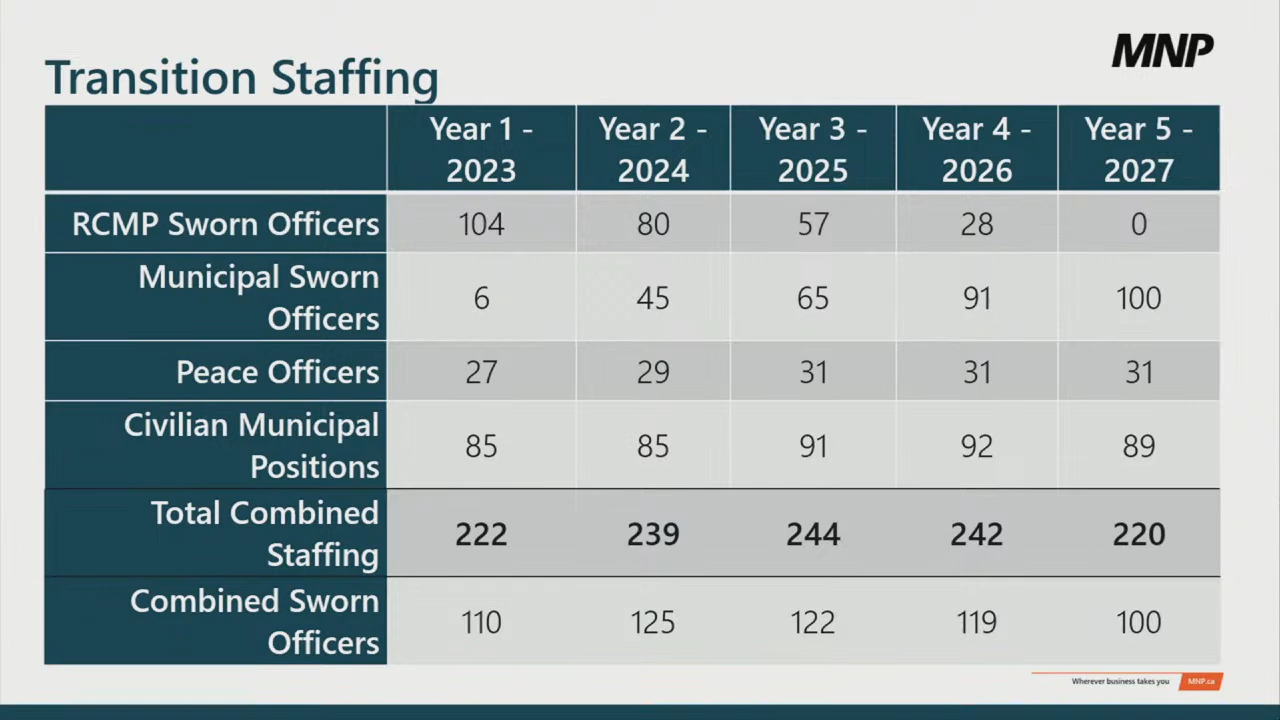 MNP
Transition Staffing
Year 1 - Year 2 - Year 3 - Year 4 - Year 5 -
2023 2024 2025 2026 2027
RCMP Sworn Officers 104 80 57 28 0
Municipal Sworn
Officers 6 45 65 91 100
Peace Officers 27 29 31 31 31
Civilian Municipal
Positions 85 85 91 92 89
Total Combined
Staffing 222 239 244 242 220
Combined Sworn
Officers 110 125 122 119 100
Wherever business takes you MNP.ca